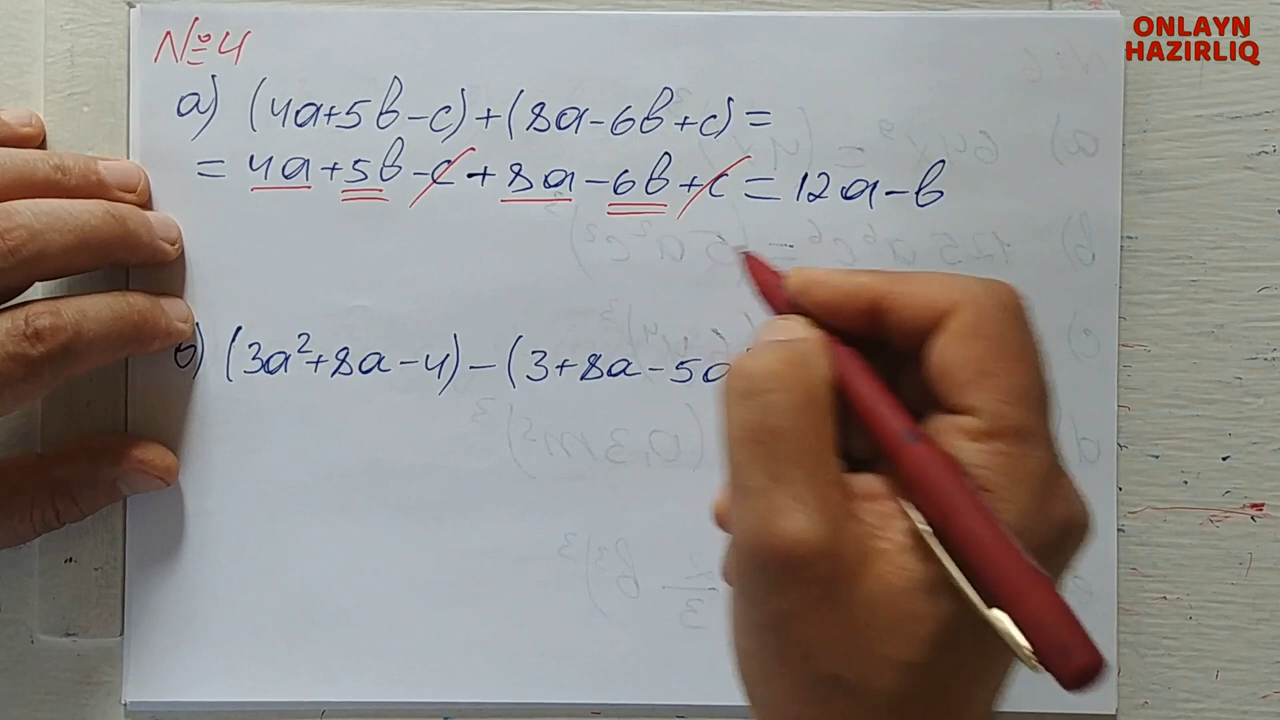 ONLAYN
HAZIRLIQ
№4
a) (4a+5b-c)+(8a-6b+c)=
= 4a+5b-c+8a-6b+c=12a-b
b) (3a²+8a-4)-(3+8a-5a